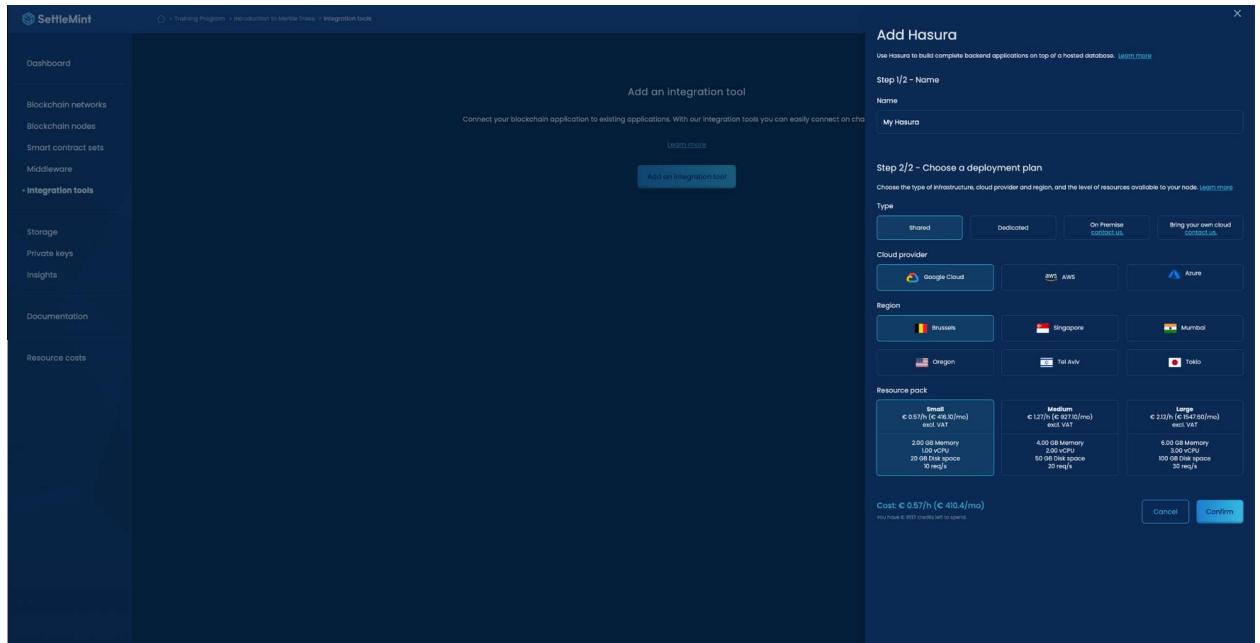 SettleMint
> Training Program > Introduction to Merkle Trees > Integration tools
Dashboard
Blockchain networks
Blockchain nodes
Smart contract sets
Middleware
Integration tools
Storage
Private keys
Insights
Documentation
Resource costs
Add an integration tool
Connect your blockchain application to existing applications. With our integration tools you can easily connect on cha
Learn more
Add an integration tool
Add Hasura
Use Hasura to build complete backend applications on top of a hosted database. Learn more
Step 1/2 - Name
Name
My Hasura
Step 2/2 - Choose a deployment plan
Choose the type of infrastructure, cloud provider and region, and the level of resources available to your node. Learn more
Type
Shared
Dedicated
On Premise
contact us.
Bring your own cloud
contact us.
Cloud provider
Google Cloud
aws AWS
Azure
Region
Brussels
Singapore
Mumbai
Oregon
Tel Aviv
Tokio
Resource pack
Small
€ 0.57/h (€ 416.10/mo)
excl. VAT
2.00 GB Memory
1.00 vCPU
20 GB Disk space
10 req/s
Medium
€ 1.27/h (€ 927.10/mo)
excl. VAT
4.00 GB Memory
2.00 vCPU
50 GB Disk space
20 req/s
Large
€ 2.12/h (€ 1547.60/mo)
excl. VAT
6.00 GB Memory
3.00 vCPU
100 GB Disk space
30 req/s
Cost: € 0.57/h (€ 410.4/mo)
You have € credits left to spend.
Cancel
Confirm